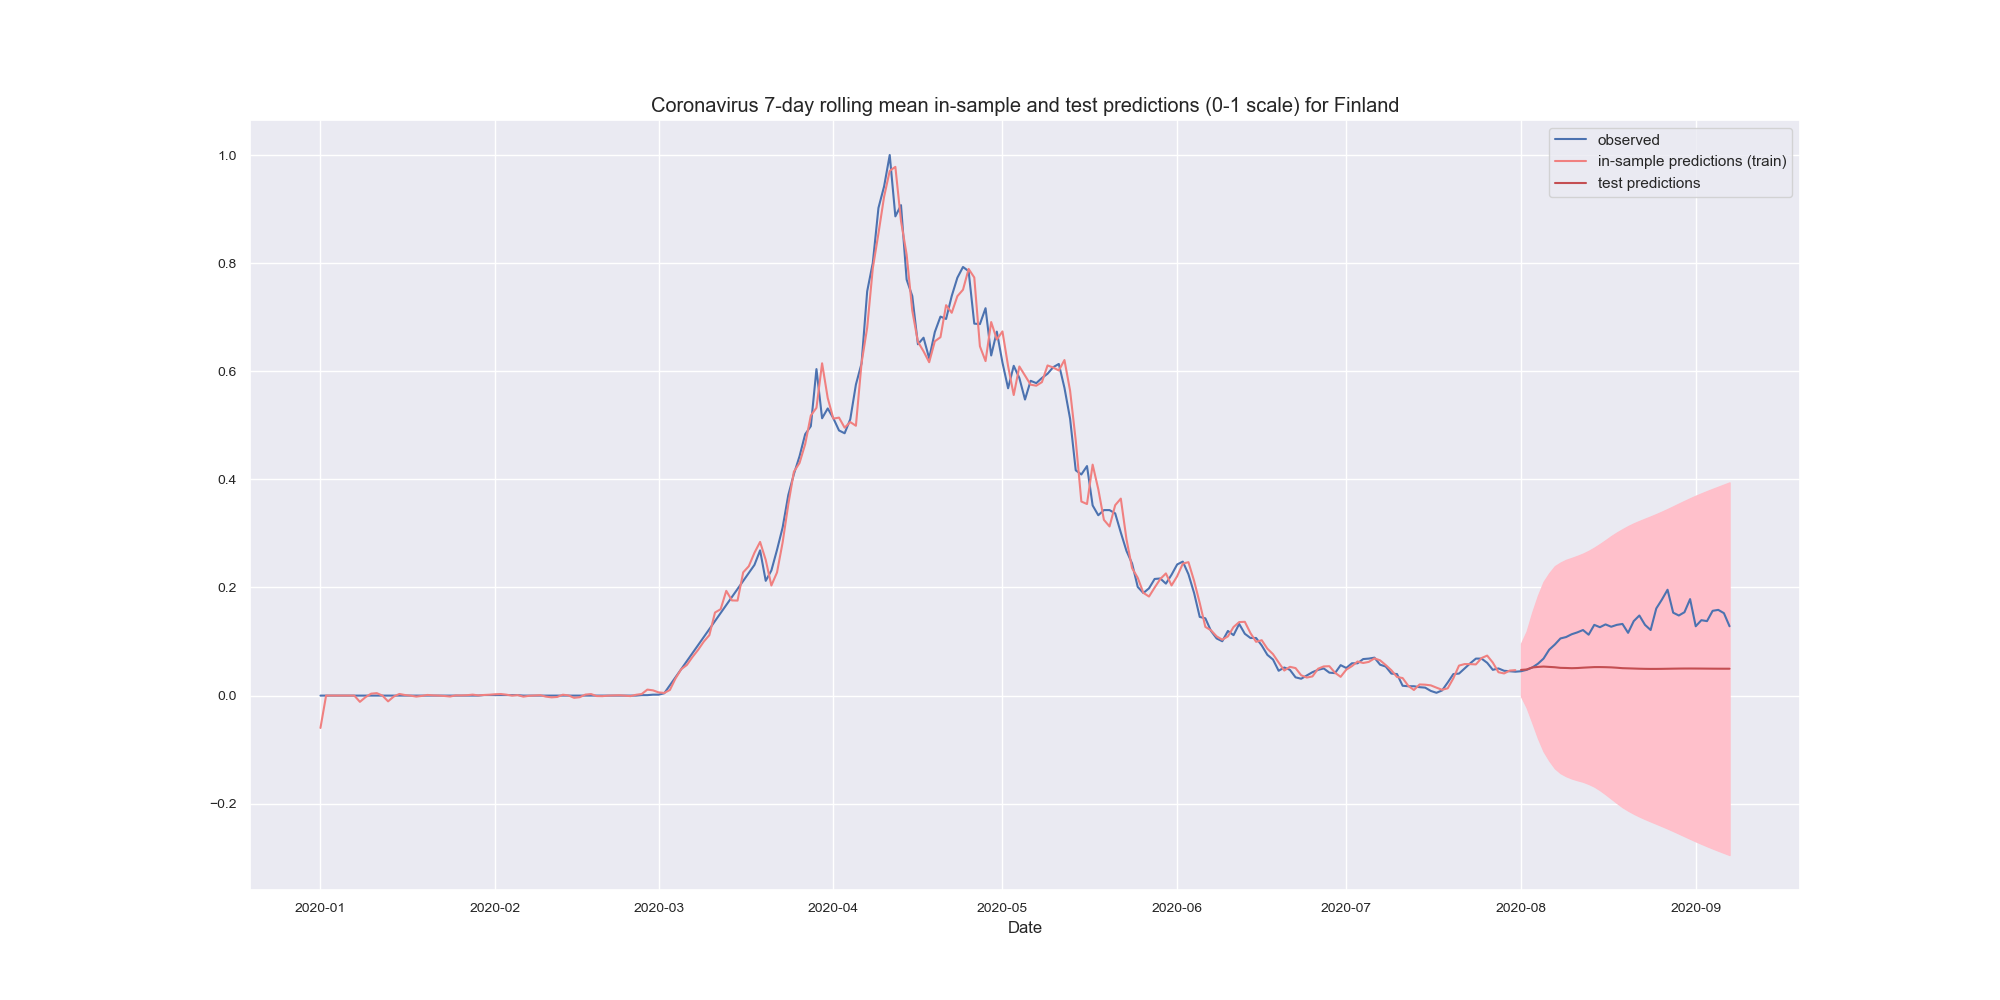 Coronavirus 7-day rolling mean in-sample and test predictions (0-1 scale) for Finland
observed
in-sample predictions (train)
test predictions
1.0
0.8
0.6
0.4
0.2
0.0
−0.2
2020-01 2020-02 2020-03 2020-04 2020-05 2020-06 2020-07 2020-08 2020-09
Date